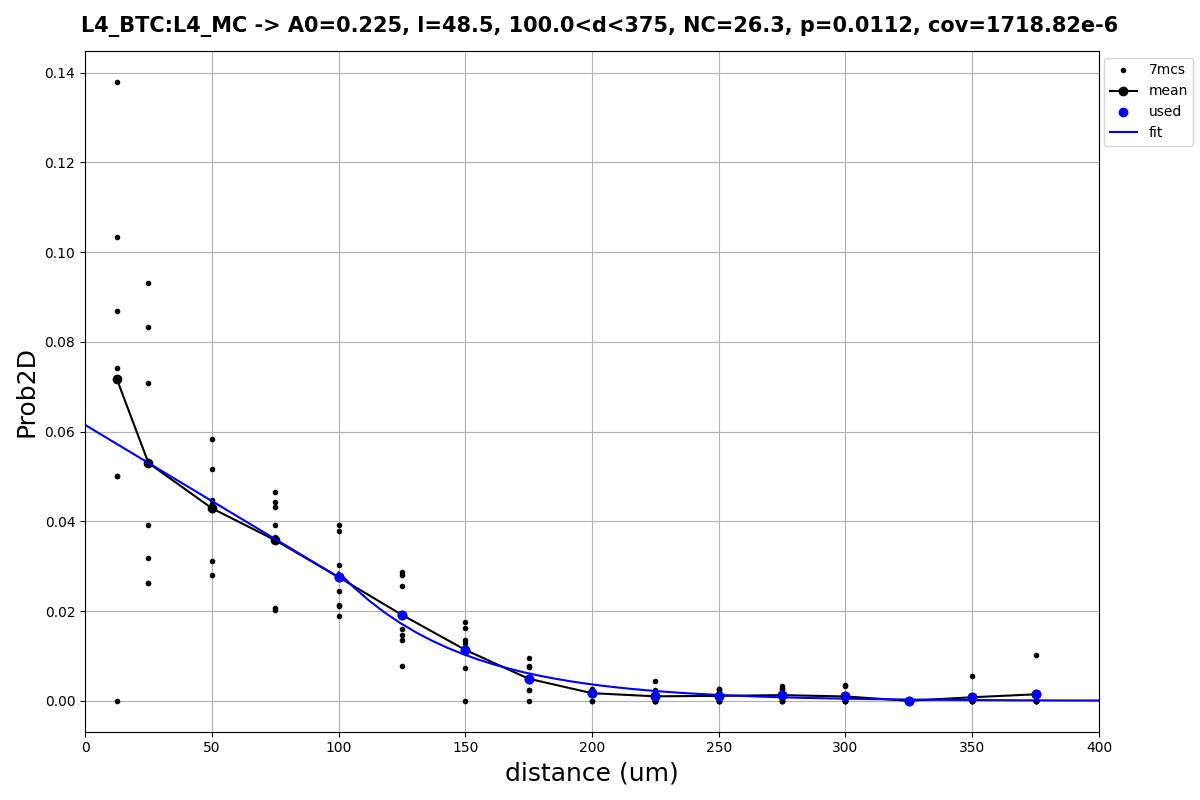 L4_BTC:L4_MC -> A0=0.225, l=48.5, 100.0<d<375, NC=26.3, p=0.0112, cov=1718.82e-6
7mcs
mean
used
fit
Prob2D
0.14
0.12
0.10
0.08
0.06
0.04
0.02
0.00
0 50 100 150 200 250 300 350 400
distance (um)